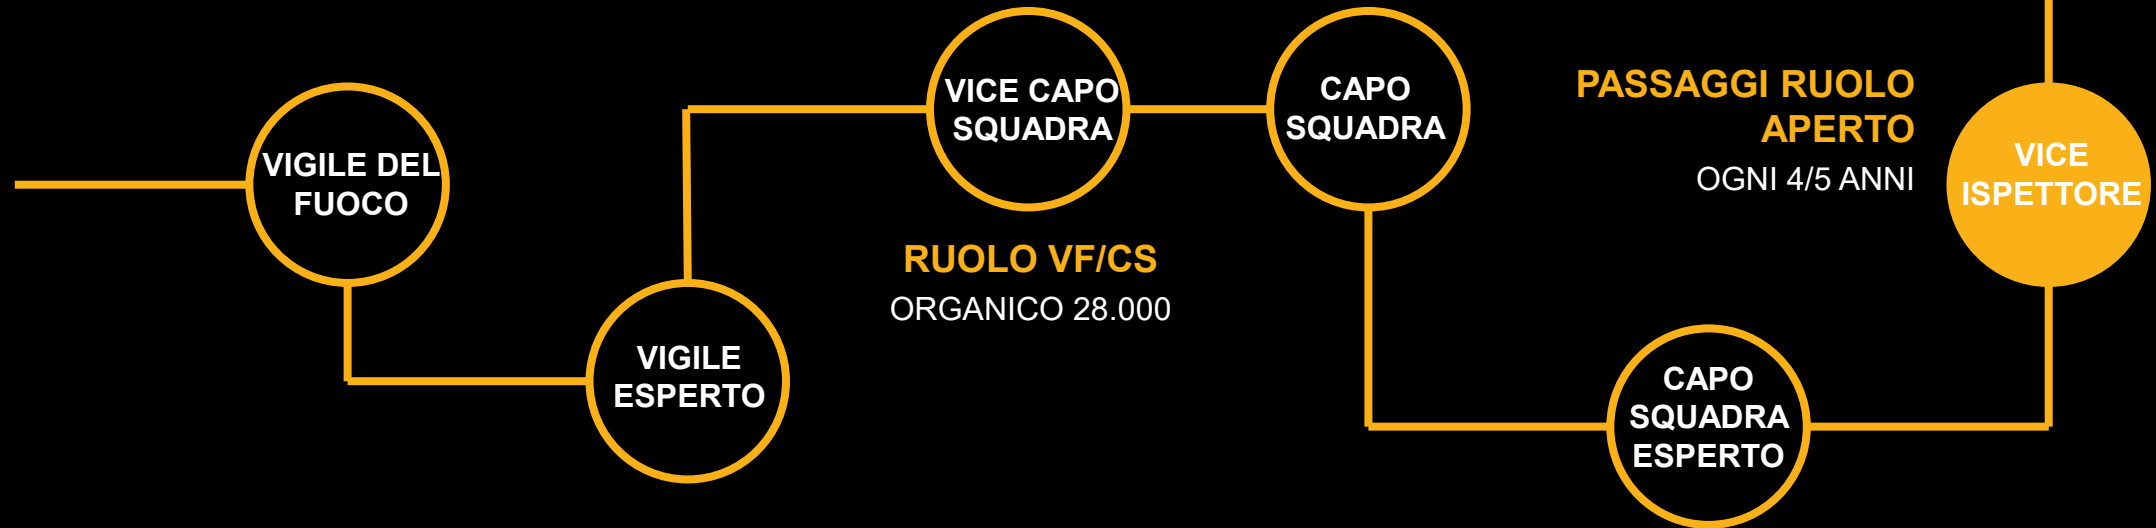 VIGILE DEL
FUOCO
VIGILE
ESPERTO
VICE CAPO
SQUADRA
RUOLO VF/CS
ORGANICO 28.000
CAPO
SQUADRA
CAPO
SQUADRA
ESPERTO
PASSAGGI RUOLO
APERTO
OGNI 4/5 ANNI
VICE
ISPETTORE